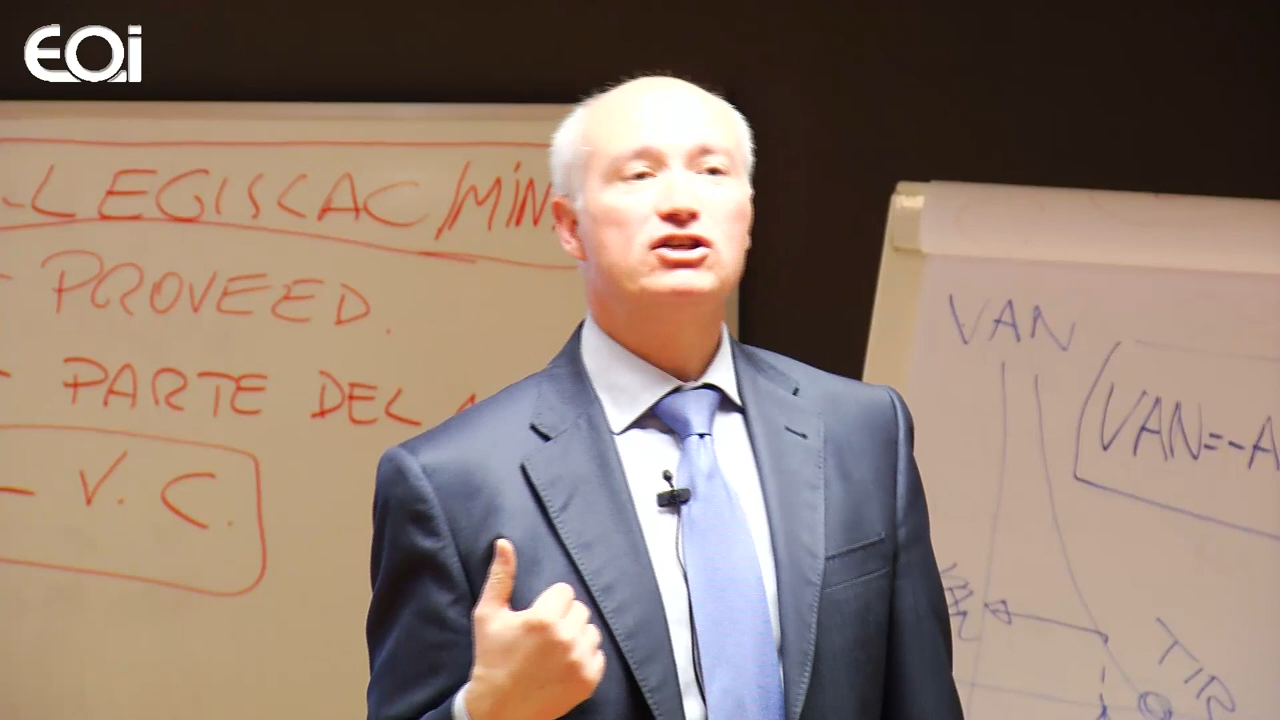 EOi
-LEGISLAC/MIN
- PROVEED.
- PARTE DEL
- V. C.
VAN
VAN=-A
TIR